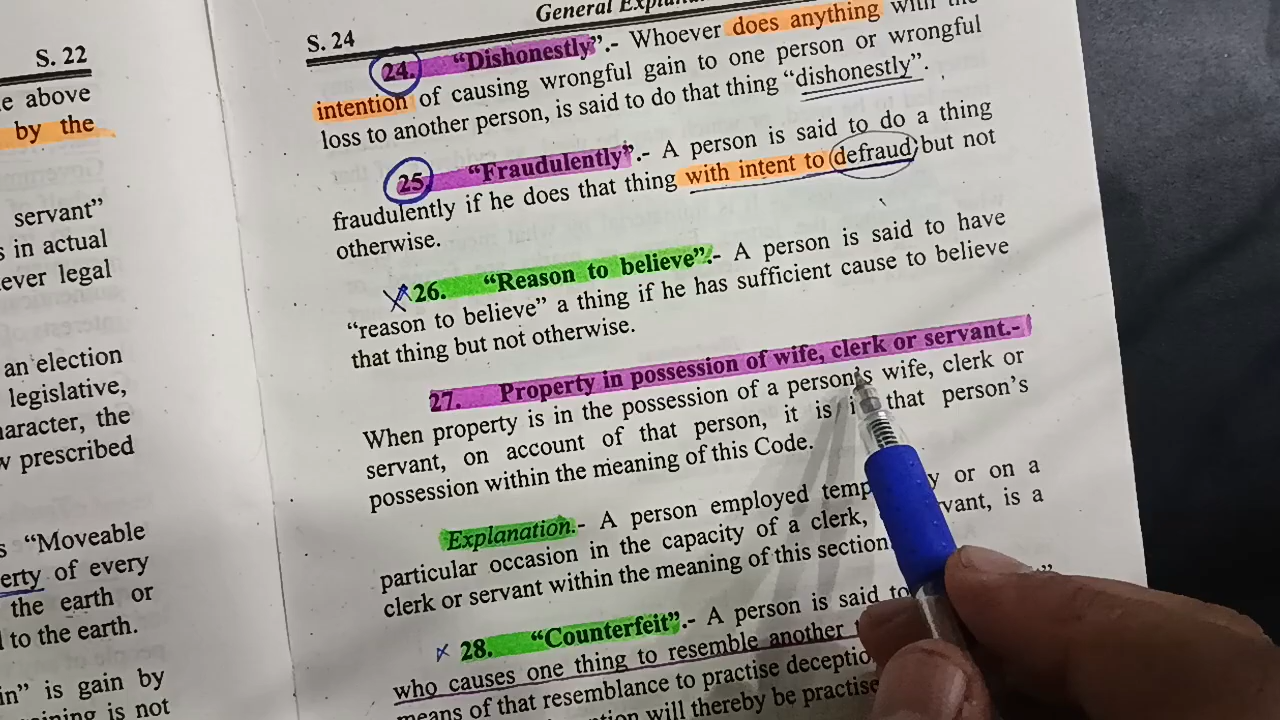 S. 22
e above
by the
servant"
s in actual
ever legal
an election
legislative,
aracter, the
w prescribed
s "Moveable
erty of every
the earth or
l to the earth.
in" is gain by
aining is not
General
S. 24
24. "Dishonestly".- Whoever does anything with the
intention of causing wrongful gain to one person or wrongful
loss to another person, is said to do that thing "dishonestly".
25. "Fraudulently".- A person is said to do a thing
fraudulently if he does that thing with intent to defraud but not
otherwise.
26. "Reason to believe".- A person is said to have
"reason to believe" a thing if he has sufficient cause to believe
that thing but not otherwise.
27. Property in possession of wife, clerk or servant.-
When property is in the possession of a person's wife, clerk or
servant, on account of that person, it is that person's
possession within the meaning of this Code.
Explanation.- A person employed temp y or on a
particular occasion in the capacity of a clerk, vant, is a
clerk or servant within the meaning of this section.
28. "Counterfeit".- A person is said to
who causes one thing to resemble another
means of that resemblance to practise deceptio
will thereby be practise